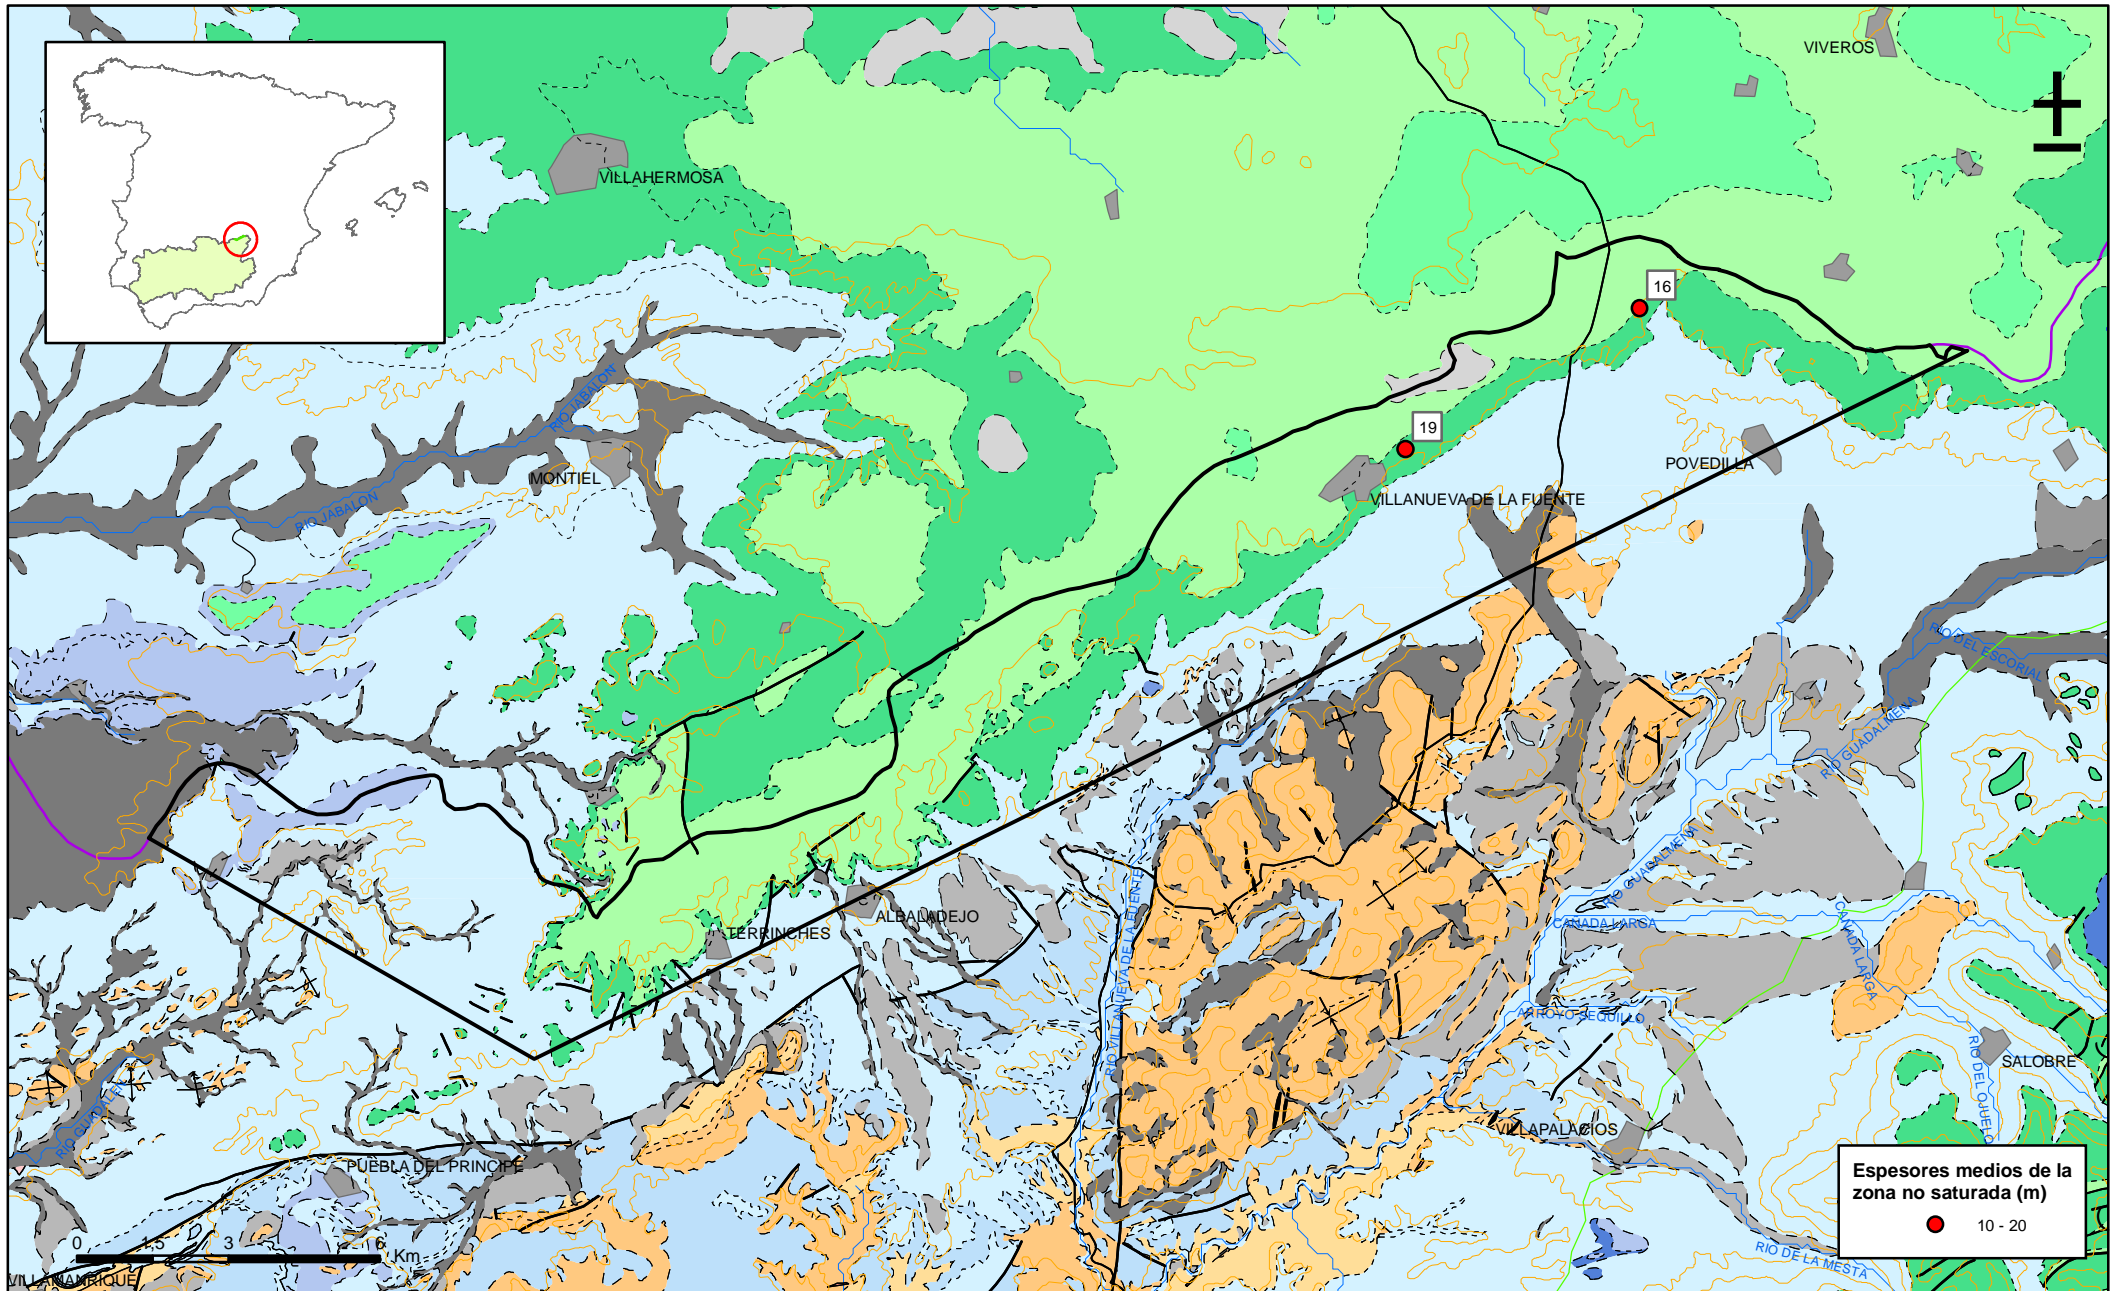 VIVEROS
VILLAHERMOSA
16
RIO JABALON
19
MONTIEL
POVEDILLA
VILLANUEVA DE LA FUENTE
RIO JABALON
RIO DEL ESCORIAL
RIO GUADALMENA
RIO GUADALMENA
RIO VILLANUEVA DE LA FUENTE
ALBALADEJO
TERRINCHES
CAÑADA LARGA
CAÑADA LARGA
ARROYO SEQUILLO
RIO DEL OJUELO
SALOBRE
RIO GUADALEN
VILLAPALACIOS
PUEBLA DEL PRINCIPE
Espesores medios de la
zona no saturada (m)
10 - 20
0 1,5 3 6 Km
RIO DE LA MESTA
VILLAMANRIQUE